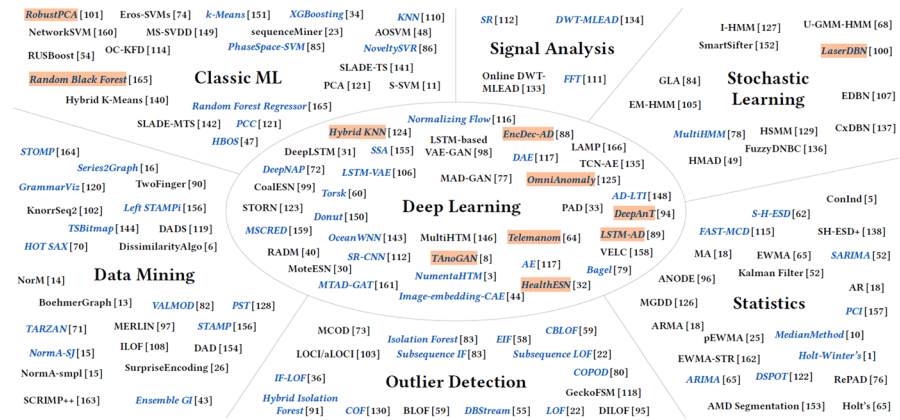 RobustPCA [101] Eros-SVMs [74] k-Means [151] XGBoosting [34] KNN [110]
NetworkSVM [160] MS-SVDD [149] sequenceMiner [23] AOSVM [48]
RUSBoost [54] OC-KFD [114] PhaseSpace-SVM [85] NoveltySVR [86]
Classic ML
SLADE-TS [141]
Random Black Forest [165]
PCA [121] S-SVM [11]
Hybrid K-Means [140]
Random Forest Regressor [165]
SLADE-MTS [142] PCC [121]
HBOS [47]
SR [112] DWT-MLEAD [134]
Signal Analysis
Online DWT-
MLEAD [133]
FFT [111]
I-HMM [127] U-GMM-HMM [68]
SmartSifter [152] LaserDBN [100]
GLA [84]
Stochastic
Learning
EDBN [107]
EM-HMM [105]
MultiHMM [78] HSMM [129] CxDBN [137]
FuzzyDNBC [136]
HMAD [49]
Normalizing Flow [116]
Hybrid KNN [124] EncDec-AD [88]
DeepLSTM [31] SSA [155]
LSTM-based
VAE-GAN [98]
LAMP [166]
DAE [117] TCN-AE [135]
DeepNAP [72] LSTM-VAE [106] MAD-GAN [77] OmniAnomaly [125]
CoalESN [99] Torsk [60] AD-LTI [148]
Deep Learning
STORN [123] Donut [150] PAD [33] DeepAnT [94]
MSCRED [159] OceanWNN [143] MultiHTM [146] Telemanom [64] LSTM-AD [89]
RADM [40] SR-CNN [112] TAnoGAN [8] VELC [158]
MoteESN [30] NumentaHTM [3] AE [117] Bagel [79]
MTAD-GAT [161] HealthESN [32]
Image-embedding-CAE [44]
STOMP [164]
Series2Graph [16]
GrammarViz [120] TwoFinger [90]
KnorrSeq2 [102] Left STAMPi [156]
TSBitmap [144] DADS [119]
HOT SAX [70] DissimilarityAlgo [6]
NorM [14] Data Mining
BoehmerGraph [13] VALMOD [82] PST [128]
TARZAN [71] MERLIN [97] STAMP [156]
NormA-SJ [15] ILOF [108] DAD [154]
NormA-smpl [15] SurpriseEncoding [26]
SCRIMP++ [163] Ensemble GI [43]
MCOD [73] Isolation Forest [83] EIF [58] CBLOF [59]
LOCI/aLOCI [103] Subsequence IF [83] Subsequence LOF [22]
IF-LOF [36] Outlier Detection COPOD [80]
GeckoFSM [118]
Hybrid Isolation
Forest [91]
COF [130] BLOF [59] DBStream [55] LOF [22] DILOF [95]
ConInd [5]
S-H-ESD [62]
FAST-MCD [115] SH-ESD+ [138]
MA [18] EWMA [65] SARIMA [52]
Kalman Filter [52]
ANODE [96] AR [18]
MGDD [126] Statistics PCI [157]
ARMA [18]
pEWMA [25] MedianMethod [10]
EWMA-STR [162] Holt-Winter's [1]
ARIMA [65] DSPOT [122] RePAD [76]
AMD Segmentation [153] Holt's [65]